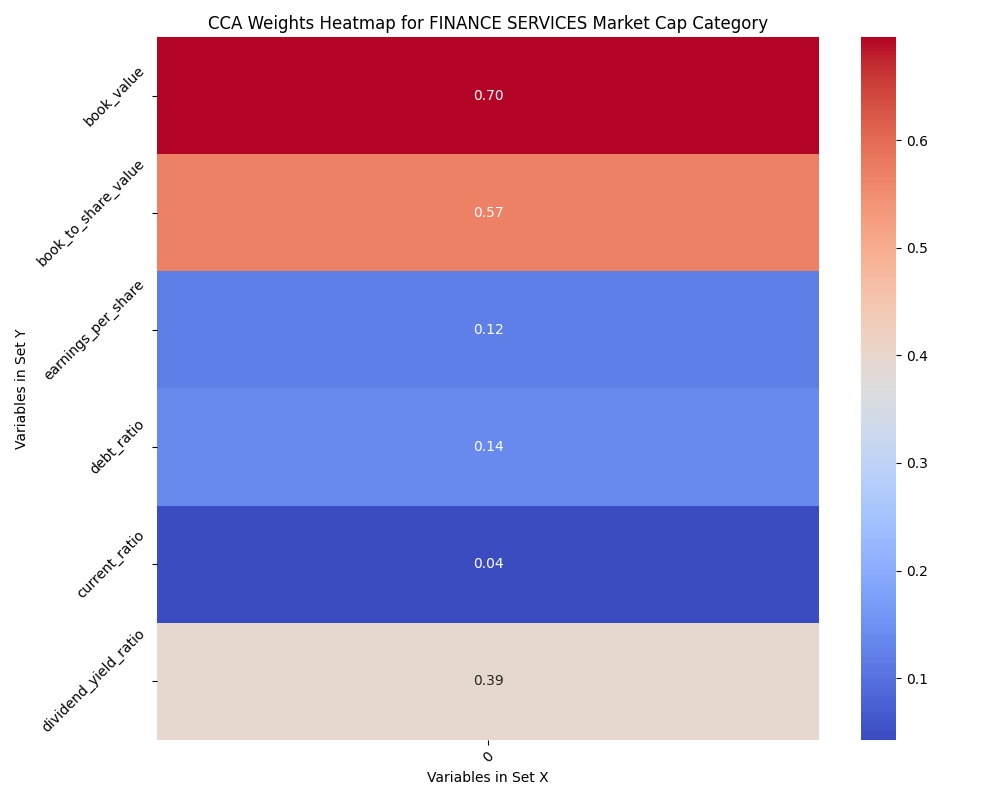 CCA Weights Heatmap for FINANCE SERVICES Market Cap Category
Variables in Set Y
book_value
0.70
book_to_share_value
0.57
earnings_per_share
0.12
debt_ratio
0.14
current_ratio
0.04
dividend_yield_ratio
0.39
0
Variables in Set X
0.6
0.5
0.4
0.3
0.2
0.1